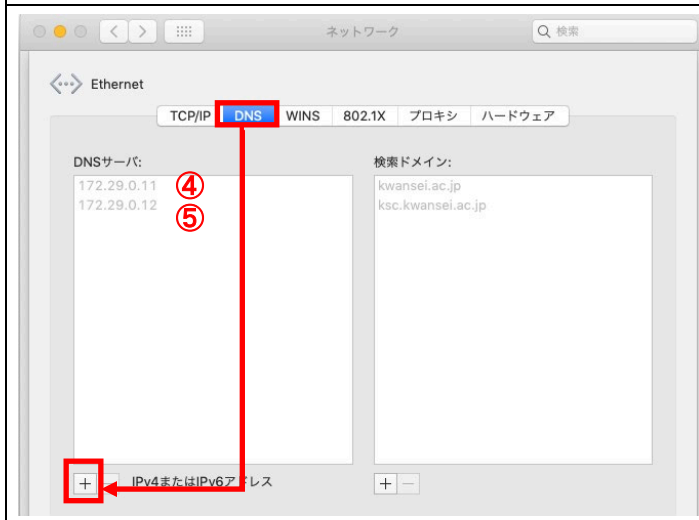 ネットワーク
検索
Ethernet
TCP/IP DNS WINS 802.1X プロキシ ハードウェア
DNSサーバ:
172.29.0.11 ④
172.29.0.12 ⑤
検索ドメイン:
kwansei.ac.jp
ksc.kwansei.ac.jp
+ − IPv4またはIPv6アドレス
+ −